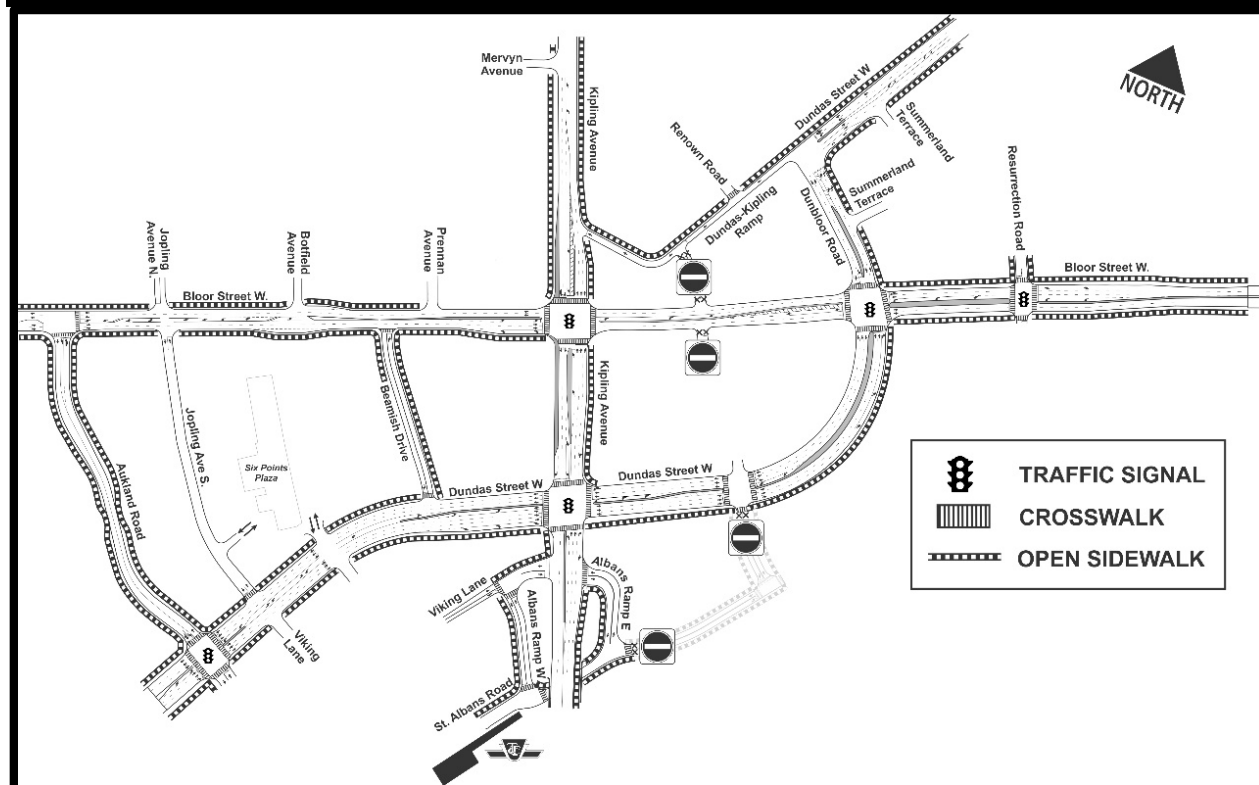 Mervyn
Avenue
Kipling Avenue
Dundas Street W
NORTH
Summerland
Terrace
Renown Road
Resurrection Road
Summerland
Terrace
Dundas-Kipling
Ramp
Dunbloor Road
Jopling
Avenue N.
Botfield
Avenue
Prennan
Avenue
Bloor Street W.
Bloor Street W.
Kipling Avenue
Beamish Drive
Jopling Ave S.
Six Points
Plaza
Aukland Road
Dundas Street W
Dundas Street W
TRAFFIC SIGNAL
CROSSWALK
OPEN SIDEWALK
Viking Lane
Albans Ramp W
Albans
Ramp E
Viking
Lane
St. Albans Road
TTC